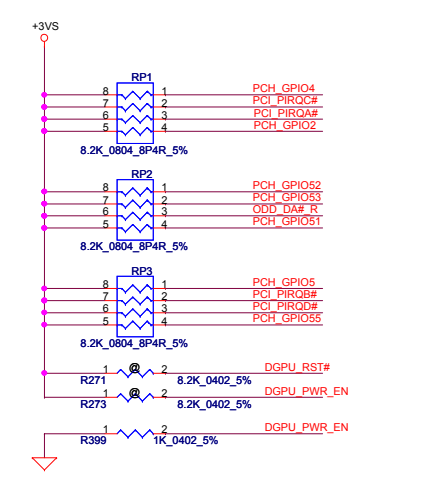 +3VS
RP1
8 1 PCH_GPIO4
7 2 PCI_PIRQC#
6 3 PCI_PIRQA#
5 4 PCH_GPIO2
8.2K_0804_8P4R_5%
RP2
8 1 PCH_GPIO52
7 2 PCH_GPIO53
6 3 ODD_DA#_R
5 4 PCH_GPIO51
8.2K_0804_8P4R_5%
RP3
8 1 PCH_GPIO5
7 2 PCI_PIRQB#
6 3 PCI_PIRQD#
5 4 PCH_GPIO55
8.2K_0804_8P4R_5%
1 @ 2 DGPU_RST#
R271 8.2K_0402_5%
1 @ 2 DGPU_PWR_EN
R273 8.2K_0402_5%
1 2 DGPU_PWR_EN
R399 1K_0402_5%